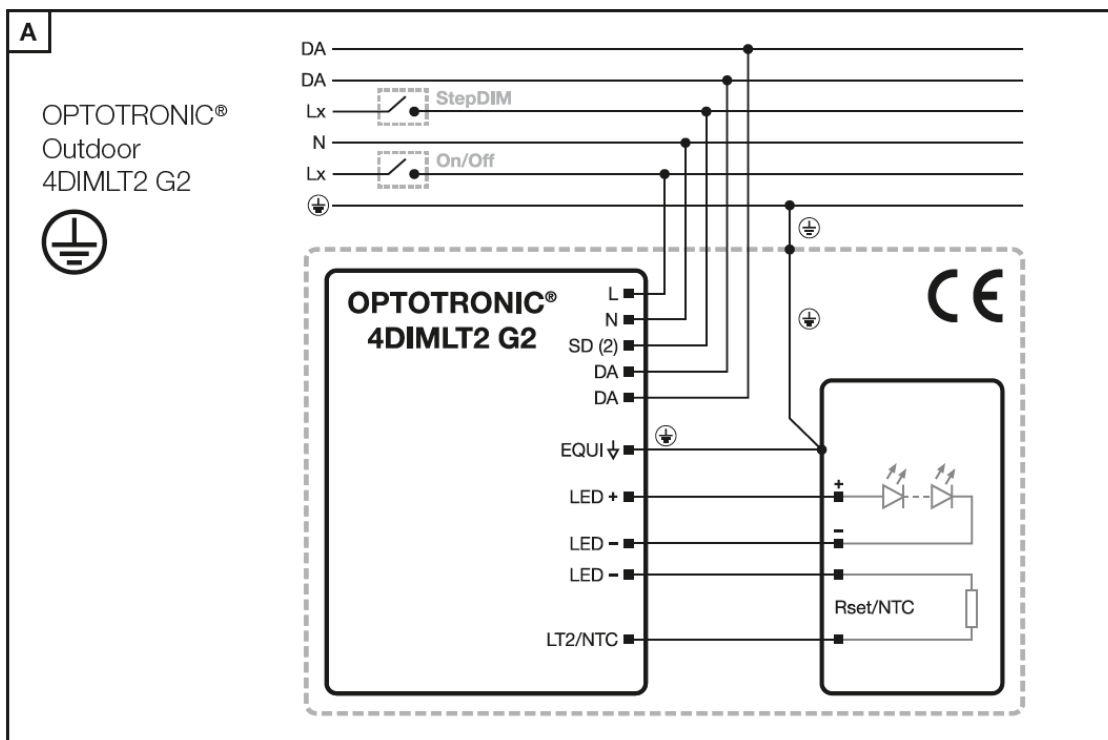 A
OPTOTRONIC®
Outdoor
4DIMLT2 G2
DA
DA
Lx
StepDIM
N
Lx
On/Off
OPTOTRONIC®
4DIMLT2 G2
L
N
SD (2)
DA
DA
EQUI
LED +
LED -
LED -
LT2/NTC
CE
+
-
Rset/NTC